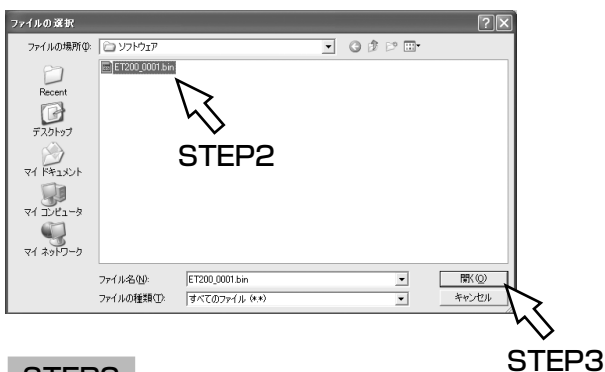 ファイルの選択
ファイルの場所(I):
ソフトウェア
ET200_0001.bin
Recent
デスクトップ
マイ ドキュメント
マイ コンピュータ
マイ ネットワーク
STEP2
ファイル名(N):
ET200_0001.bin
開く(O)
ファイルの種類(T):
すべてのファイル (*.*)
キャンセル
STEP3